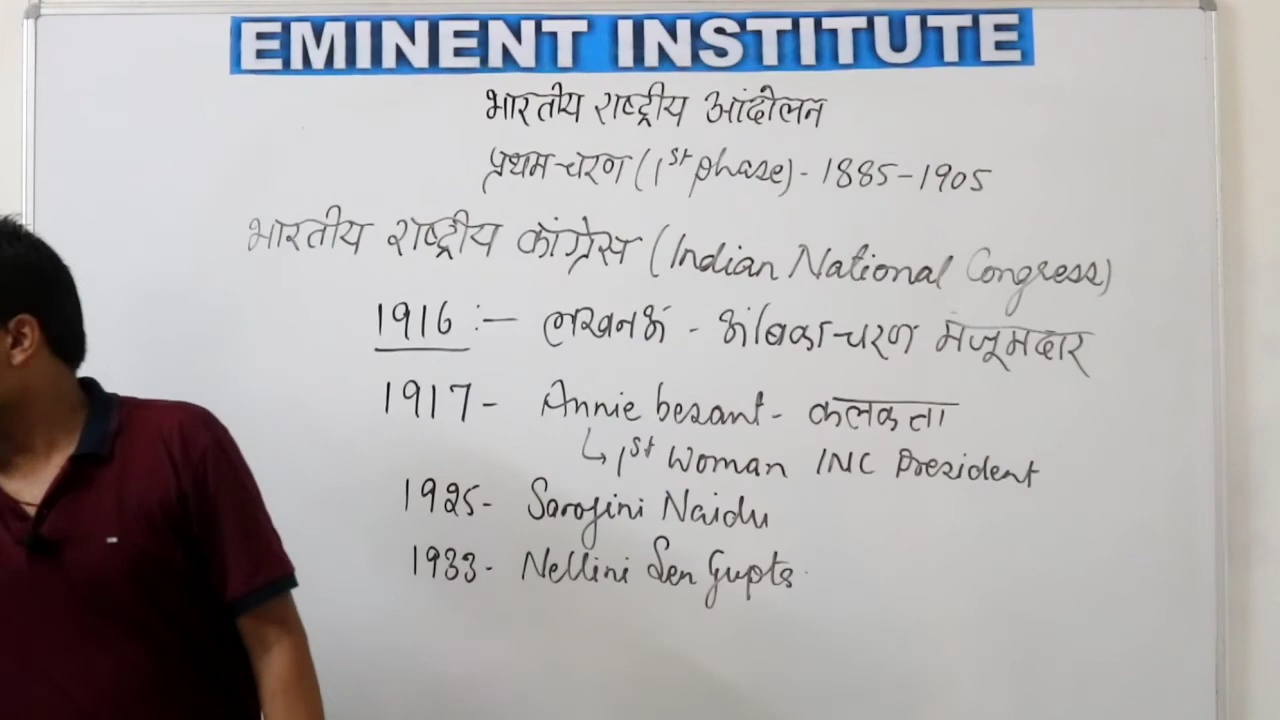 EMINENT INSTITUTE
भारतीय राष्ट्रीय आंदोलन
प्रथम चरण (1st phase) - 1885-1905
भारतीय राष्ट्रीय कांग्रेस (Indian National Congress)
1916 :- लखनऊ - अंबिकाचरण मजूमदार
1917 - Annie besant - कलकत्ता
↳ 1st Woman INC President
1925 - Sarojini Naidu
1933 - Nellini Sen Gupts